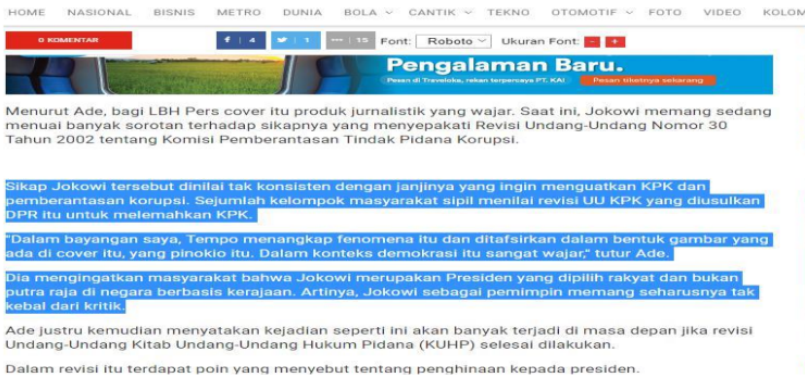 HOME NASIONAL BISNIS METRO DUNIA BOLA CANTIK TEKNO OTOMOTIF FOTO VIDEO KOLOM
0 KOMENTAR f 4 1 15 Font: Roboto Ukuran Font: - +
Pengalaman Baru.
Pesan di Traveloka, rekan terpercaya PT. KAI Pesan tiketnya sekarang
Menurut Ade, bagi LBH Pers cover itu produk jurnalistik yang wajar. Saat ini, Jokowi memang sedang
menuai banyak sorotan terhadap sikapnya yang menyepakati Revisi Undang-Undang Nomor 30
Tahun 2002 tentang Komisi Pemberantasan Tindak Pidana Korupsi.
Sikap Jokowi tersebut dinilai tak konsisten dengan janjinya yang ingin menguatkan KPK dan
pemberantasan korupsi. Sejumlah kelompok masyarakat sipil menilai revisi UU KPK yang diusulkan
DPR itu untuk melemahkan KPK.
"Dalam bayangan saya, Tempo menangkap fenomena itu dan ditafsirkan dalam bentuk gambar yang
ada di cover itu, yang pinokio itu. Dalam konteks demokrasi itu sangat wajar," tutur Ade.
Dia mengingatkan masyarakat bahwa Jokowi merupakan Presiden yang dipilih rakyat dan bukan
putra raja di negara berbasis kerajaan. Artinya, Jokowi sebagai pemimpin memang seharusnya tak
kebal dari kritik.
Ade justru kemudian menyatakan kejadian seperti ini akan banyak terjadi di masa depan jika revisi
Undang-Undang Kitab Undang-Undang Hukum Pidana (KUHP) selesai dilakukan.
Dalam revisi itu terdapat poin yang menyebut tentang penghinaan kepada presiden.